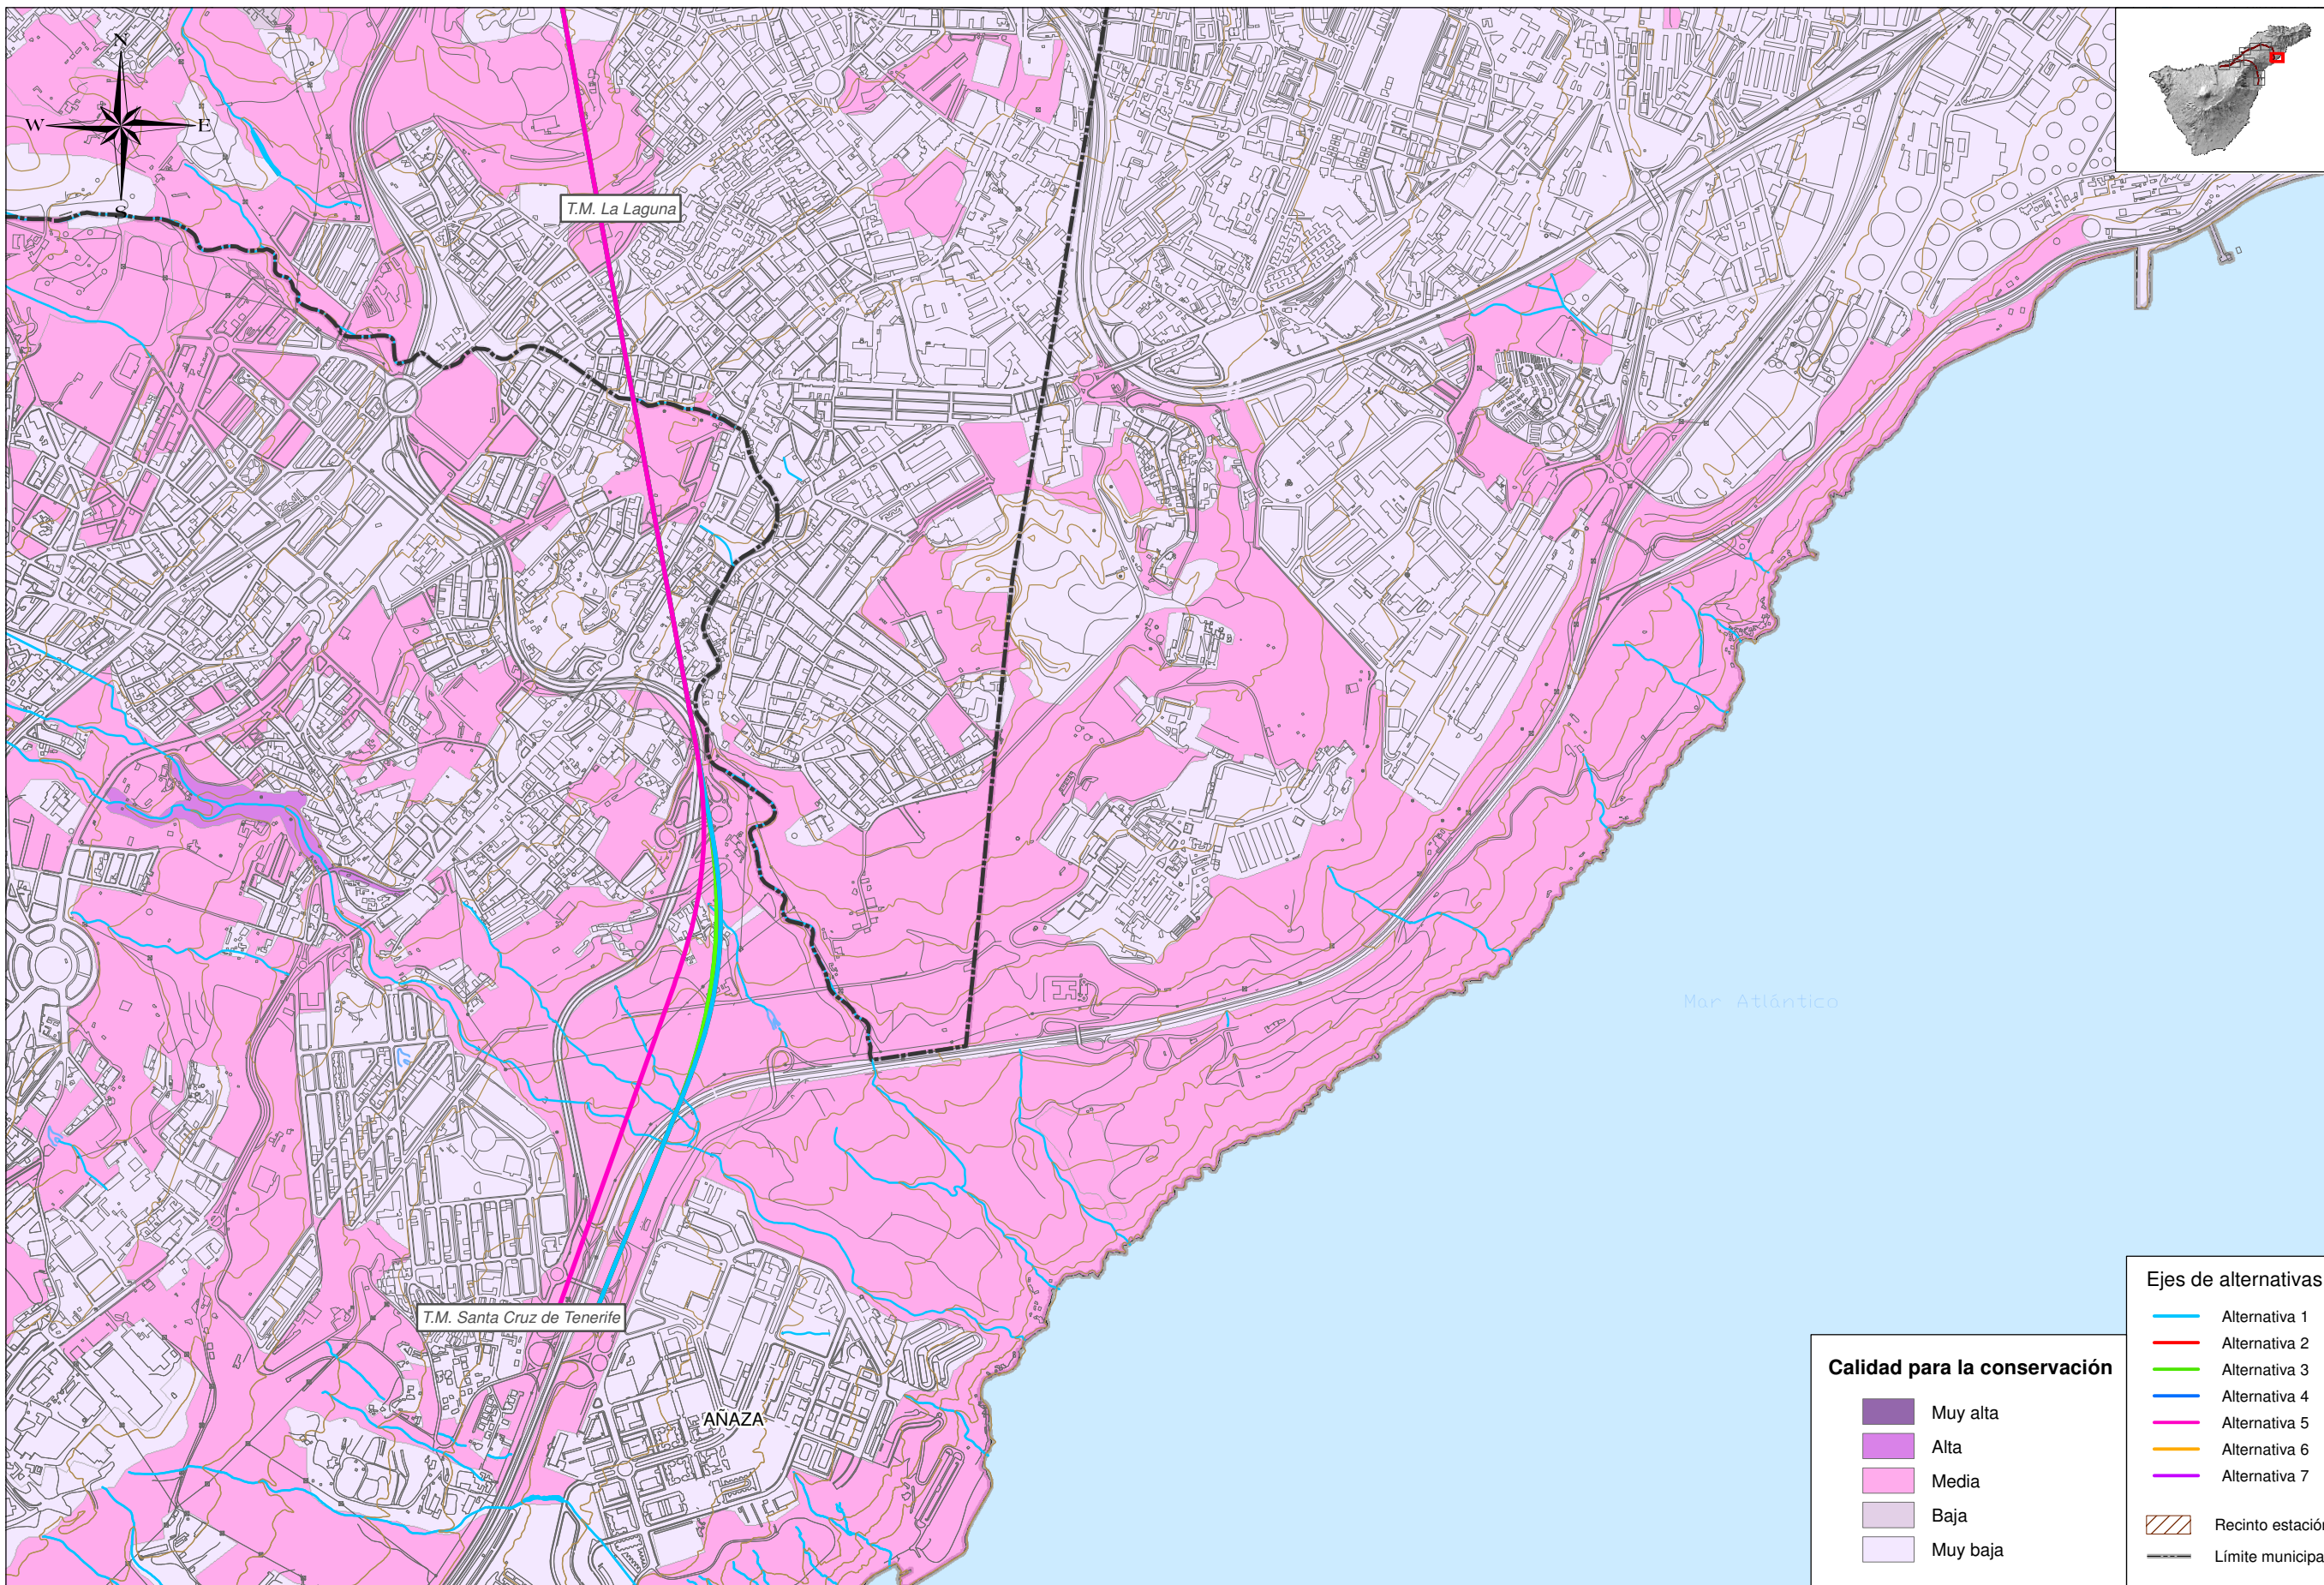 N
W
E
S
T.M. La Laguna
Mar Atlántico
T.M. Santa Cruz de Tenerife
AÑAZA
Calidad para la conservación
Muy alta
Alta
Media
Baja
Muy baja
Ejes de alternativas
Alternativa 1
Alternativa 2
Alternativa 3
Alternativa 4
Alternativa 5
Alternativa 6
Alternativa 7
Recinto estación
Límite municipa